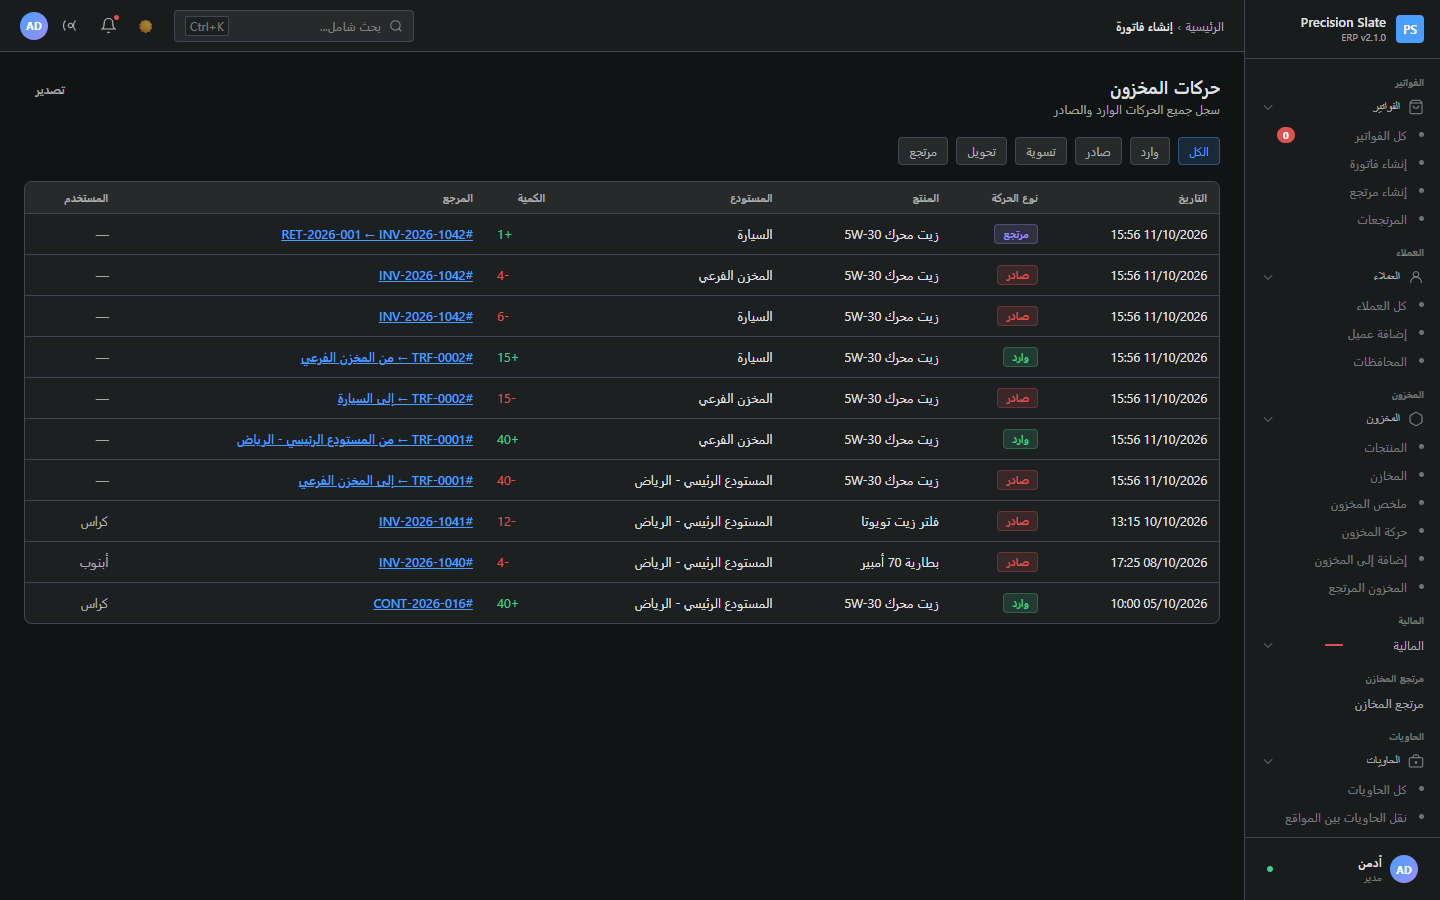 Precision Slate
ERP v2.1.0
PS
الرئيسية › إنشاء فاتورة
بحث شامل...
Ctrl+K
AD
الفواتير
الفواتير
كل الفواتير
0
إنشاء فاتورة
إنشاء مرتجع
المرتجعات
العملاء
العملاء
كل العملاء
إضافة عميل
المحافظات
المخزون
المخزون
المنتجات
المخازن
ملخص المخزون
حركة المخزون
إضافة إلى المخزون
المخزون المرتجع
المالية
المالية
مرتجع المخازن
مرتجع المخازن
الحاويات
الحاويات
كل الحاويات
نقل الحاويات بين المواقع
أدمن
مدير
AD
حركات المخزون
سجل جميع الحركات الوارد والصادر
تصدير
الكل وارد صادر تسوية تحويل مرتجع
التاريخ نوع الحركة المنتج المستودع الكمية المرجع المستخدم
11/10/2026 15:56 مرتجع زيت محرك 5W-30 السيارة +1 #INV-2026-1042 ← RET-2026-001 —
11/10/2026 15:56 صادر زيت محرك 5W-30 المخزن الفرعي -4 #INV-2026-1042 —
11/10/2026 15:56 صادر زيت محرك 5W-30 السيارة -6 #INV-2026-1042 —
11/10/2026 15:56 وارد زيت محرك 5W-30 السيارة +15 #TRF-0002 ← من المخزن الفرعي —
11/10/2026 15:56 صادر زيت محرك 5W-30 المخزن الفرعي -15 #TRF-0002 ← إلى السيارة —
11/10/2026 15:56 وارد زيت محرك 5W-30 المخزن الفرعي +40 #TRF-0001 ← من المستودع الرئيسي - الرياض —
11/10/2026 15:56 صادر زيت محرك 5W-30 المستودع الرئيسي - الرياض -40 #TRF-0001 ← إلى المخزن الفرعي —
10/10/2026 13:15 صادر فلتر زيت تويوتا المستودع الرئيسي - الرياض -12 #INV-2026-1041 كراس
08/10/2026 17:25 صادر بطارية 70 أمبير المستودع الرئيسي - الرياض -4 #INV-2026-1040 أبنوب
05/10/2026 10:00 وارد زيت محرك 5W-30 المستودع الرئيسي - الرياض +40 #CONT-2026-016 كراس